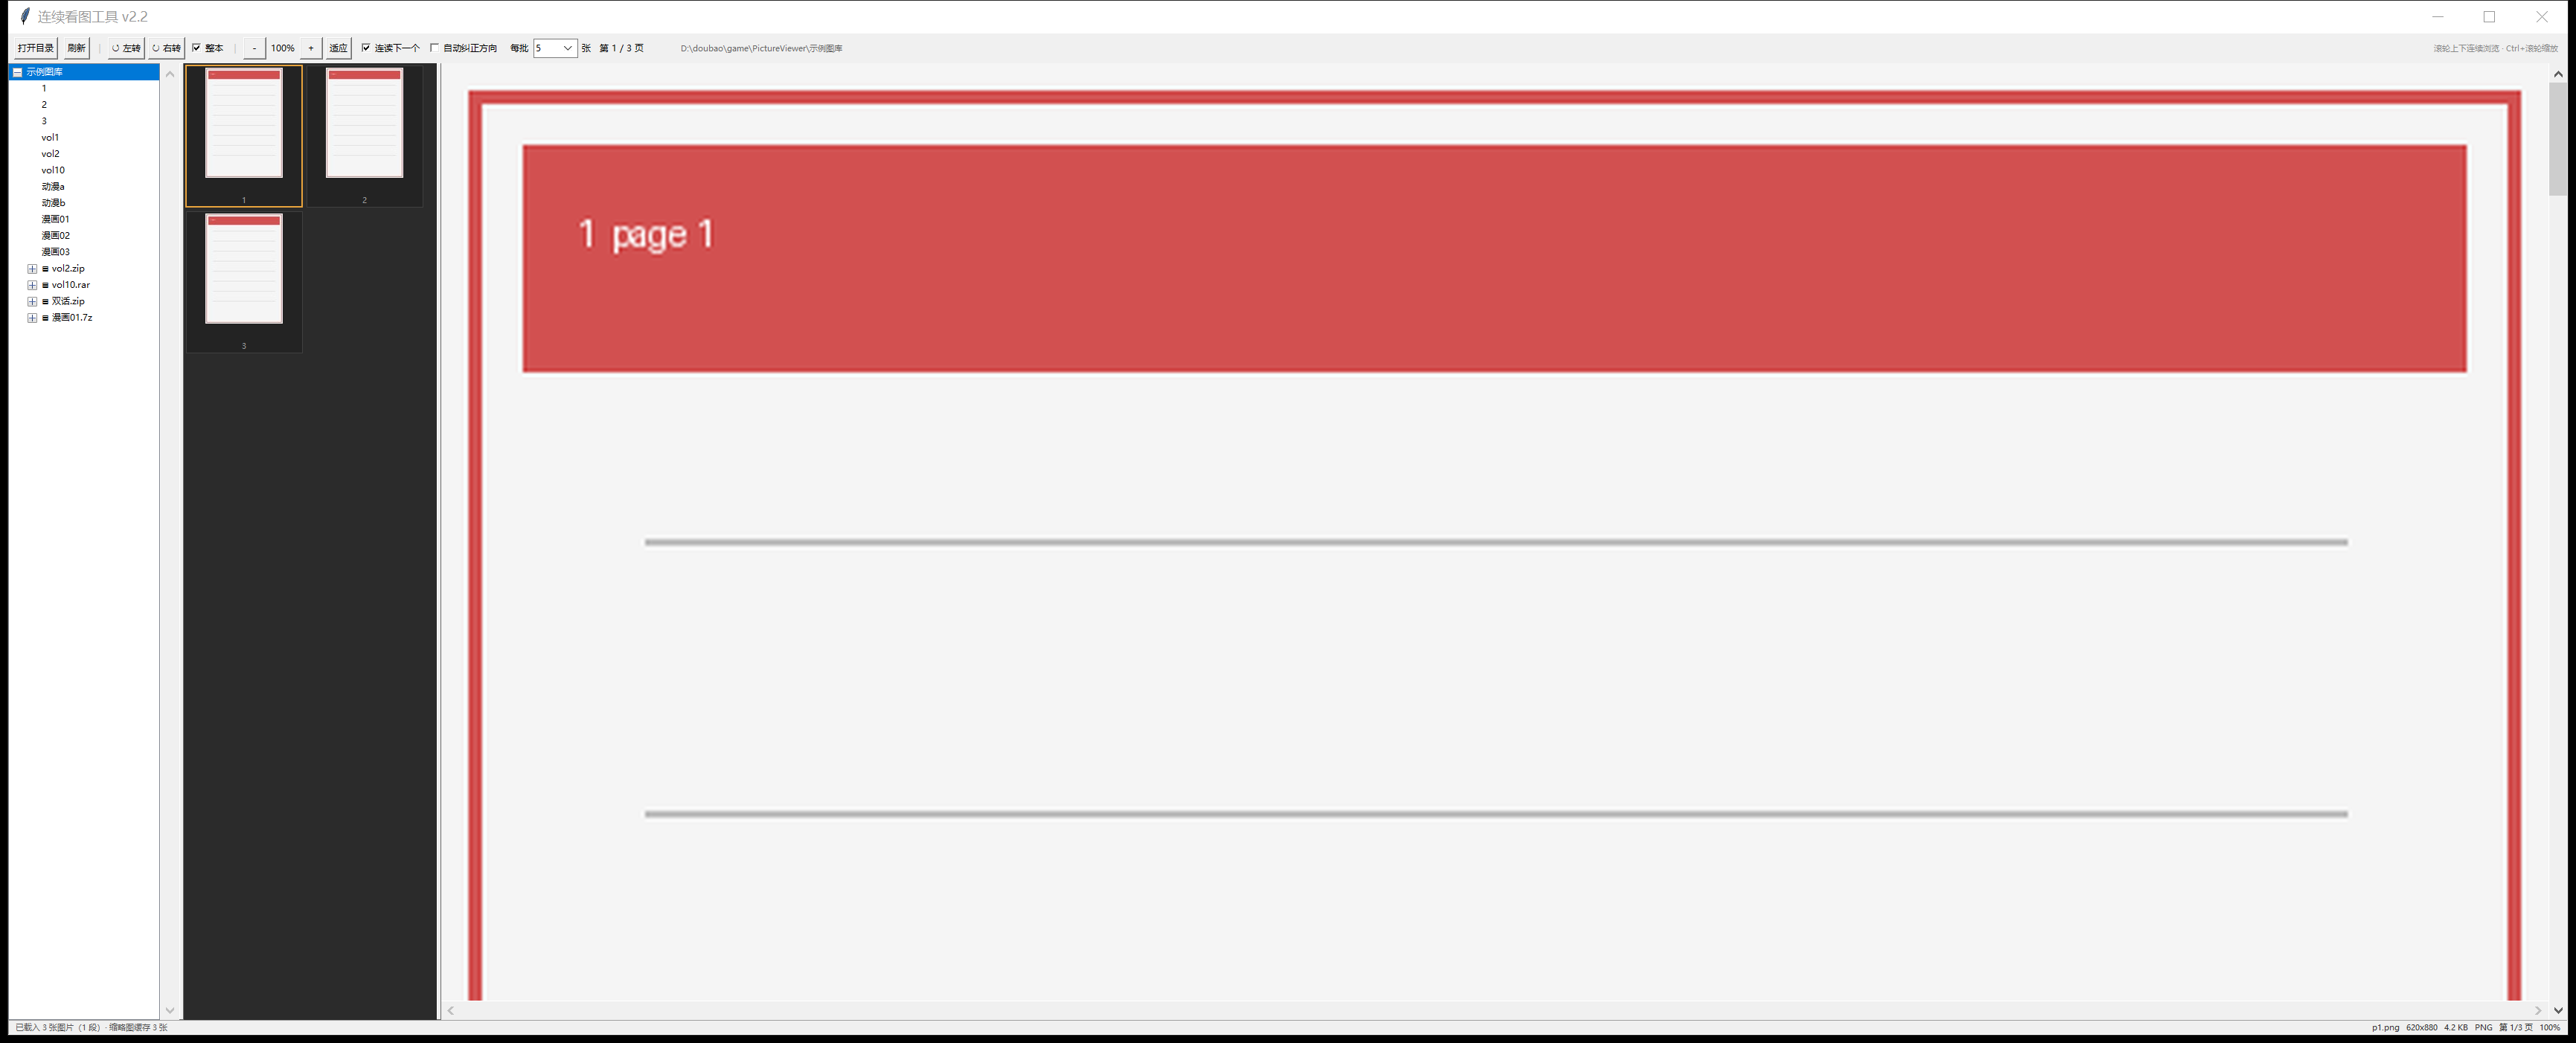 连续看图工具 v2.2
打开目录 刷新 | 左转 右转 整本 | - 100% + 适应 连读下一个 自动纠正方向 每批 5 张 第 1 / 3 页 D:\doubao\game\PictureViewer\示例图库 滚轮上下连续浏览 · Ctrl+滚轮缩放
示例图库
1
2
3
vol1
vol2
vol10
动漫a
动漫b
漫画01
漫画02
漫画03
vol2.zip
vol10.rar
双话.zip
漫画01.7z
1 2
3
1 page 1
已载入 3 张图片 (1 段) · 缩略图缓存 3 张
p1.png 620x880 4.2 KB PNG 第 1/3 页 100%